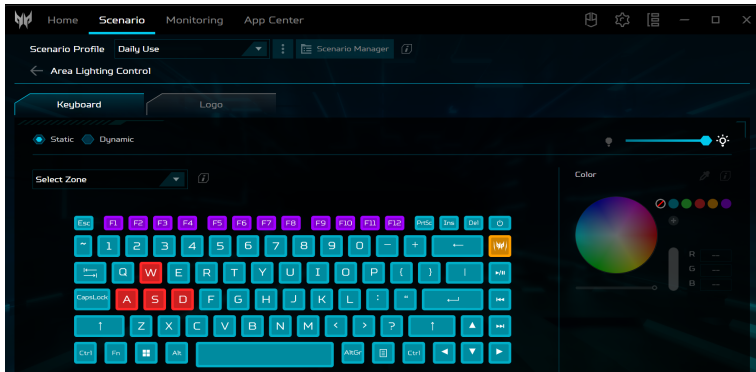 Home Scenario Monitoring App Center
Scenario Profile Daily Use Scenario Manager
Area Lighting Control
Keyboard Logo
Static Dynamic
Select Zone
Color
Esc F1 F2 F3 F4 F5 F6 F7 F8 F9 F10 F11 F12 PrtSc Ins Del
~ 1 2 3 4 5 6 7 8 9 0 - +
Q W E R T Y U I O P ( ) |
R --
CapsLock A S D F G H J K L : "
G --
B --
Z X C V B N M < > ?
Ctrl Fn Alt AltGr Ctrl